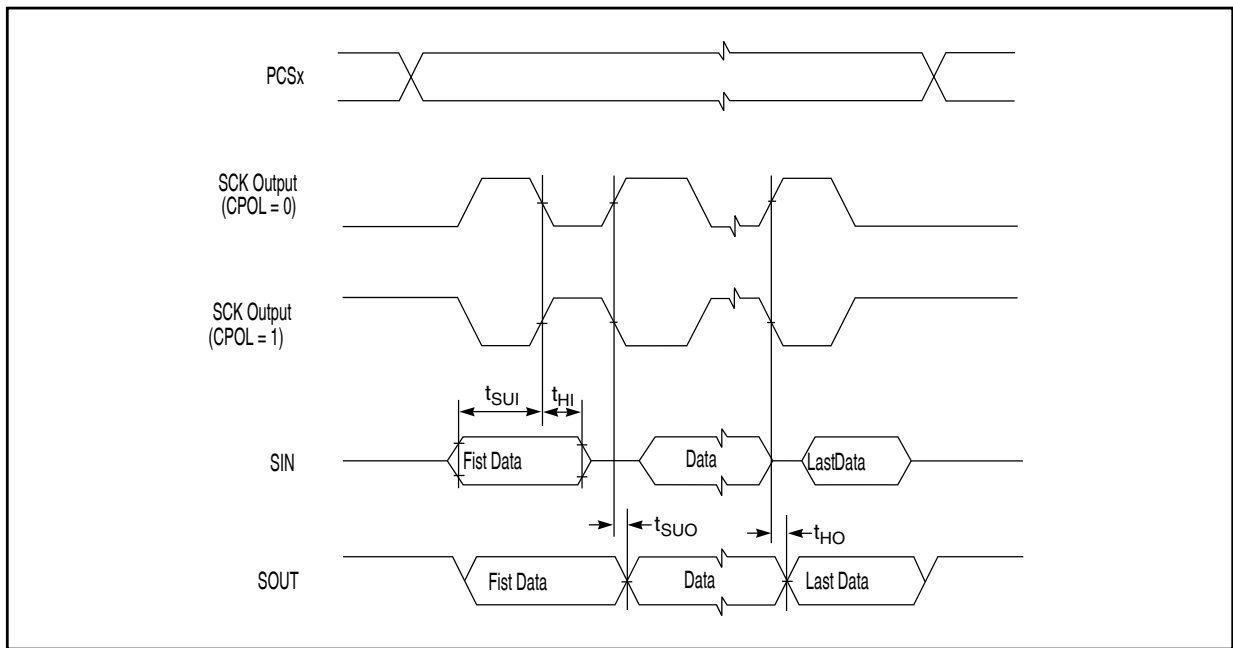 PCSx
SCK Output
(CPOL = 0)
SCK Output
(CPOL = 1)
tSUI
tHI
SIN
Fist Data
Data
LastData
tSUO
tHO
SOUT
Fist Data
Data
Last Data